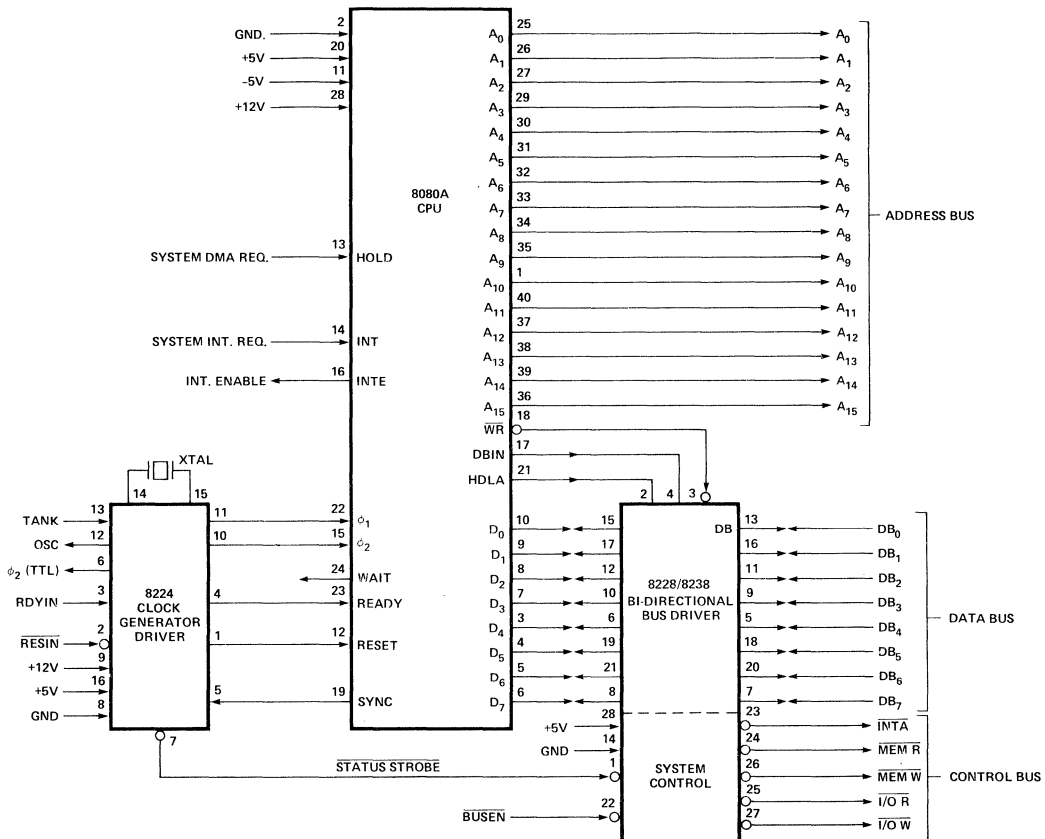 2
GND.
20
+5V
11
-5V
28
+12V
8080A
CPU
13
SYSTEM DMA REQ.
HOLD
14
SYSTEM INT. REQ.
INT
16
INT. ENABLE
INTE
A0 25 A0
A1 26 A1
A2 27 A2
A3 29 A3
A4 30 A4
A5 31 A5
A6 32 A6
A7 33 A7
A8 34 A8
A9 35 A9
A10 1 A10
A11 40 A11
A12 37 A12
A13 38 A13
A14 39 A14
A15 36 A15
ADDRESS BUS
WR 18
DBIN 17
HDLA 21
2 4 3
XTAL
14 15
TANK 13
OSC 12
φ2 (TTL) 6
RDYIN 3
RESIN 2
+12V 9
+5V 16
GND 8
8224
CLOCK
GENERATOR
DRIVER
11 22 φ1
10 15 φ2
24 WAIT
4 23 READY
1 12 RESET
5 19 SYNC
7
STATUS STROBE
D0 10 15
D1 9 17
D2 8 12
D3 7 10
D4 3 6
D5 4 19
D6 5 21
D7 6 8
DB
8228/8238
BI-DIRECTIONAL
BUS DRIVER
13 DB0
16 DB1
11 DB2
9 DB3
5 DB4
18 DB5
20 DB6
7 DB7
DATA BUS
+5V 28
GND 14
1
BUSEN 22
SYSTEM
CONTROL
23 INTA
24 MEM R
26 MEM W
25 I/O R
27 I/O W
CONTROL BUS